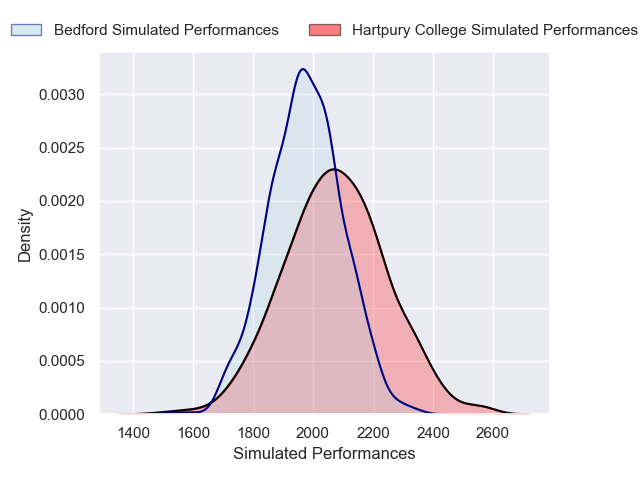 Bedford Simulated Performances
Hartpury College Simulated Performances
0.0030
0.0025
0.0020
0.0015
0.0010
0.0005
0.0000
Density
1400 1600 1800 2000 2200 2400 2600
Simulated Performances